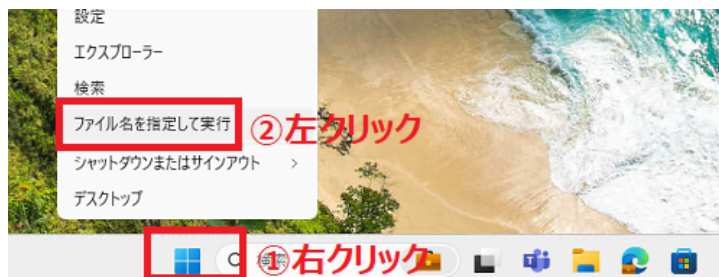 設定
エクスプローラー
検索
ファイル名を指定して実行
②左クリック
シャットダウンまたはサインアウト
デスクトップ
検索
①右クリック